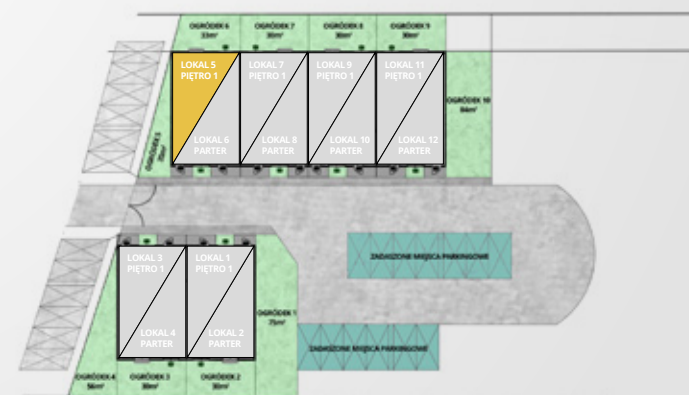 OGRÓDEK 6
33m²
OGRÓDEK 7
30m²
OGRÓDEK 8
30m²
OGRÓDEK 9
30m²
LOKAL 5
PIĘTRO 1
LOKAL 7
PIĘTRO 1
LOKAL 9
PIĘTRO 1
LOKAL 11
PIĘTRO 1
OGRÓDEK 10
OGRÓDEK 5
LOKAL 6
PARTER
LOKAL 8
PARTER
LOKAL 10
PARTER
LOKAL 12
PARTER
LOKAL 3
PIĘTRO 1
LOKAL 1
PIĘTRO 1
ZADASZONE MIEJSCA PARKINGOWE
OGRÓDEK 1
75m²
LOKAL 4
PARTER
LOKAL 2
PARTER
ZADASZONE MIEJSCA PARKINGOWE
OGRÓDEK 4
56m²
OGRÓDEK 3
30m²
OGRÓDEK 2
30m²